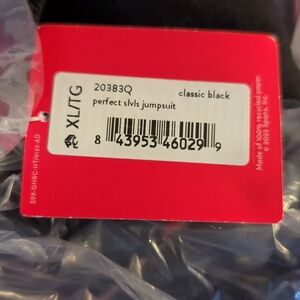 XL/TG
20383Q classic black
perfect slvls jumpsuit
8 43953 46029 9
Made of 100% recycled paper.
© 2022 Spanx, Inc.